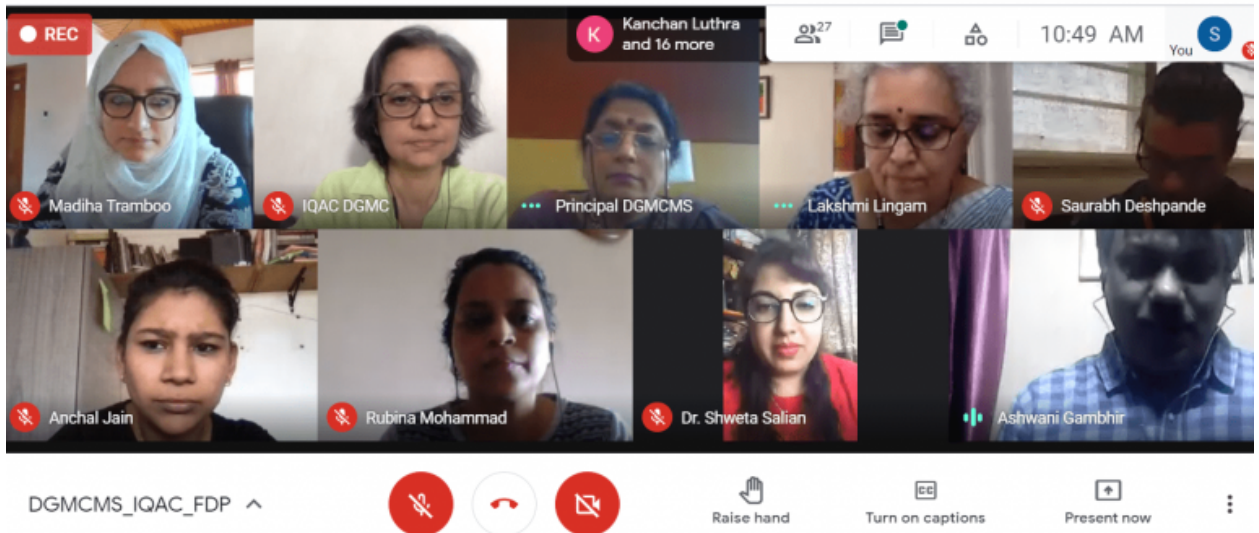 REC
K
Kanchan Luthra
and 16 more
27
10:49 AM
You
S
Madiha Tramboo
IQAC DGMC
Principal DGMCMS
Lakshmi Lingam
Saurabh Deshpande
Anchal Jain
Rubina Mohammad
Dr. Shweta Salian
Ashwani Gambhir
DGMCMS_IQAC_FDP
Raise hand
CC
Turn on captions
Present now